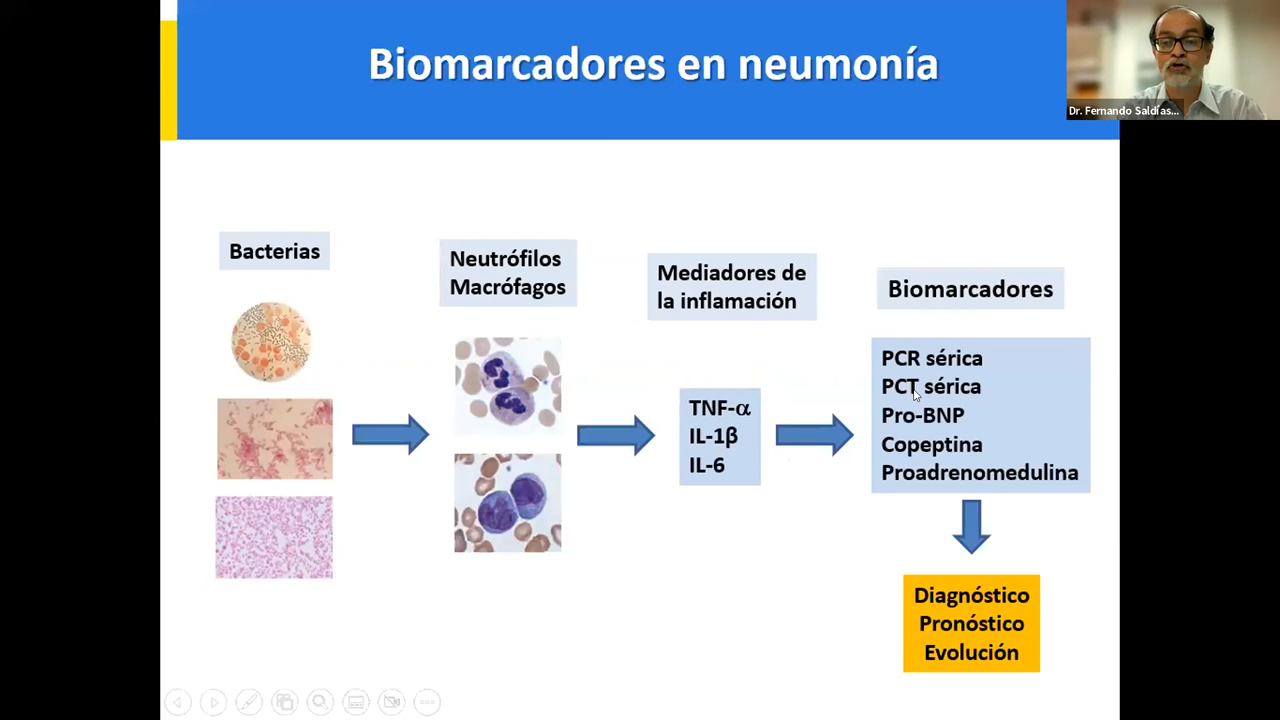 Biomarcadores en neumonía
Dr. Fernando Saldías...
Bacterias
Neutrófilos
Macrófagos
Mediadores de
la inflamación
Biomarcadores
TNF-α
IL-1β
IL-6
PCR sérica
PCT sérica
Pro-BNP
Copeptina
Proadrenomedulina
Diagnóstico
Pronóstico
Evolución